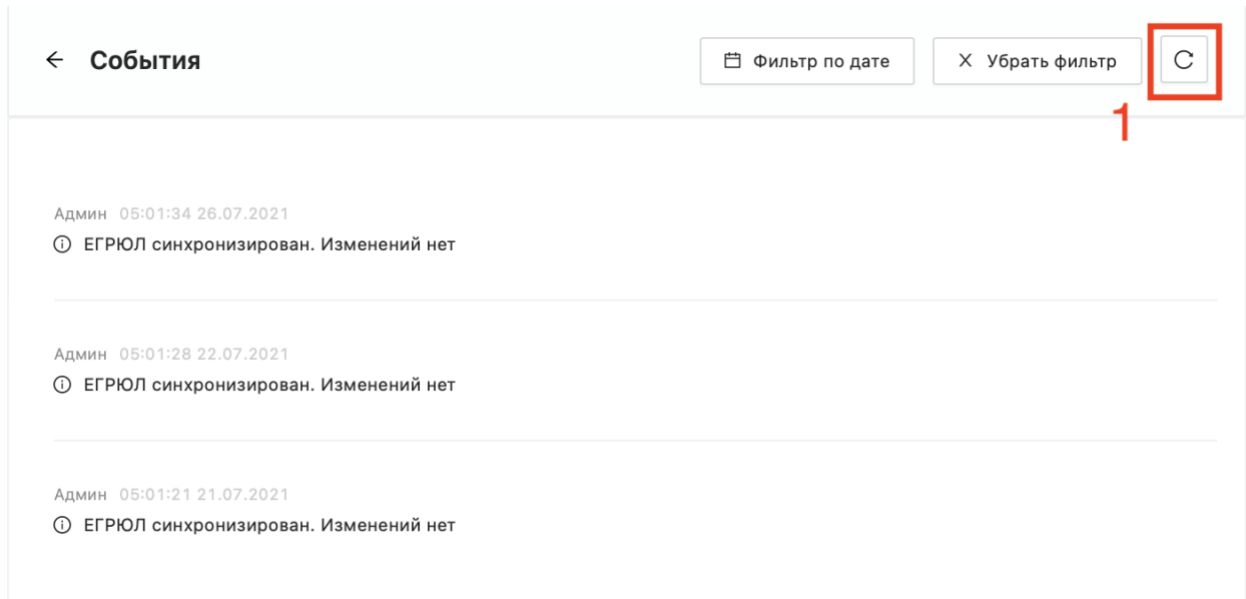 События
Фильтр по дате
Убрать фильтр
1
Админ 05:01:34 26.07.2021
ЕГРЮЛ синхронизирован. Изменений нет
Админ 05:01:28 22.07.2021
ЕГРЮЛ синхронизирован. Изменений нет
Админ 05:01:21 21.07.2021
ЕГРЮЛ синхронизирован. Изменений нет